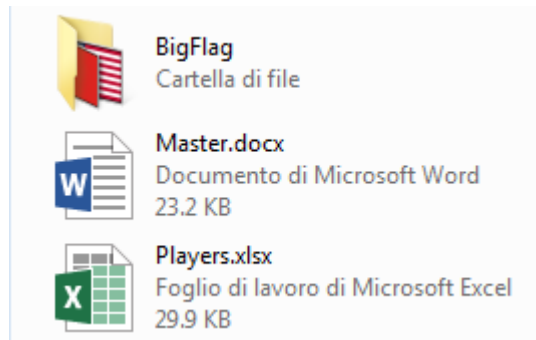 BigFlag
Cartella di file
Master.docx
Documento di Microsoft Word
23.2 KB
Players.xlsx
Foglio di lavoro di Microsoft Excel
29.9 KB